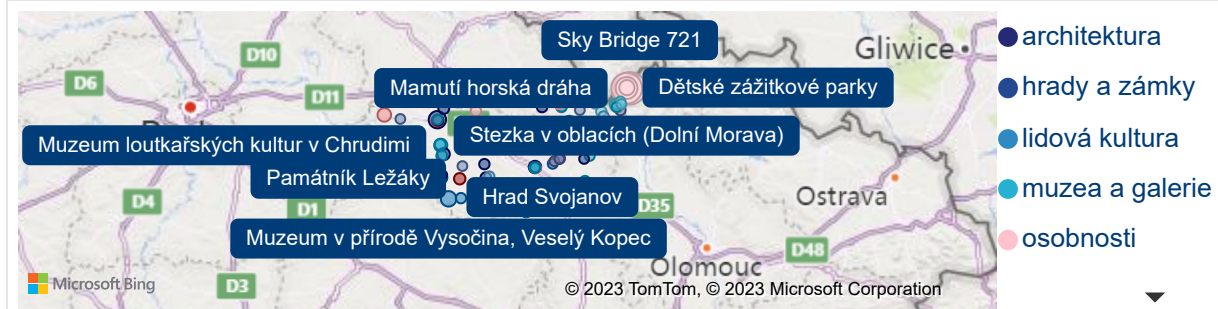 Sky Bridge 721
Gliwice
D10
D6
D11
Mamutí horská dráha
Dětské zážitkové parky
Muzeum loutkařských kultur v Chrudimi
Stezka v oblacích (Dolní Morava)
Památník Ležáky
Hrad Svojanov
Ostrava
D4
D1
D35
Muzeum v přírodě Vysočina, Veselý Kopec
D48
Olomouc
Microsoft Bing
D3
© 2023 TomTom, © 2023 Microsoft Corporation
architektura
hrady a zámky
lidová kultura
muzea a galerie
osobnosti